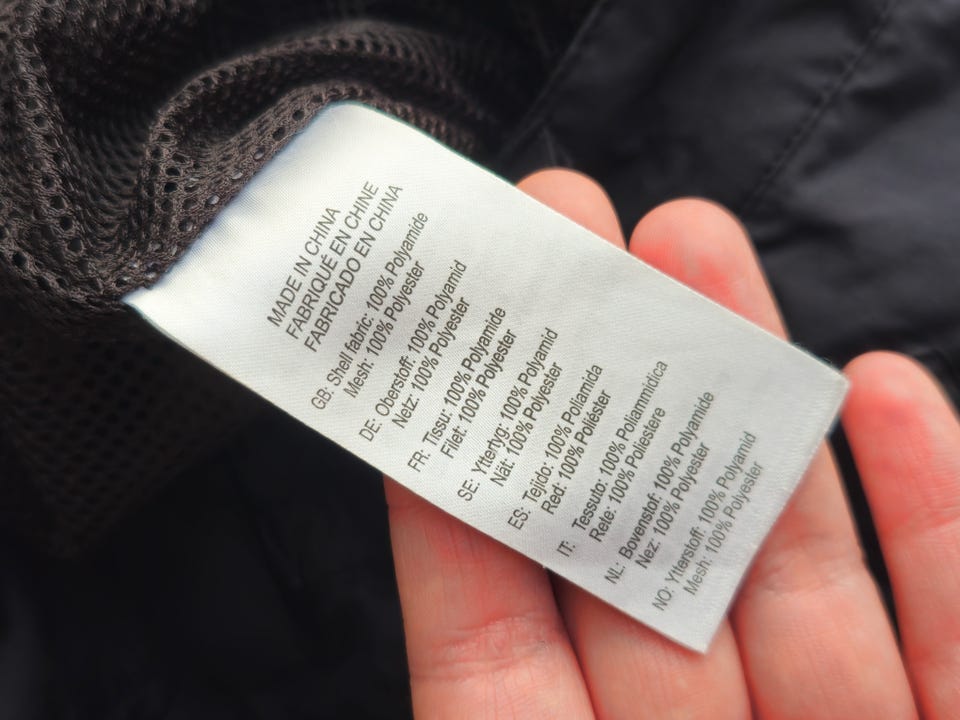 MADE IN CHINA
FABRIQUÉ EN CHINE
FABRICADO EN CHINA
GB: Shell fabric: 100% Polyamide
Mesh: 100% Polyester
DE: Oberstoff: 100% Polyamid
Netz: 100% Polyester
FR: Tissu: 100% Polyamide
Filet: 100% Polyester
SE: Yttertyg: 100% Polyamid
Nät: 100% Polyester
ES: Tejido: 100% Poliamida
Red: 100% Poliéster
IT: Tessuto: 100% Poliammidica
Rete: 100% Poliestere
NL: Bovenstof: 100% Polyamide
Nez: 100% Polyester
NO: Ytterstoff: 100% Polyamid
Mesh: 100% Polyester